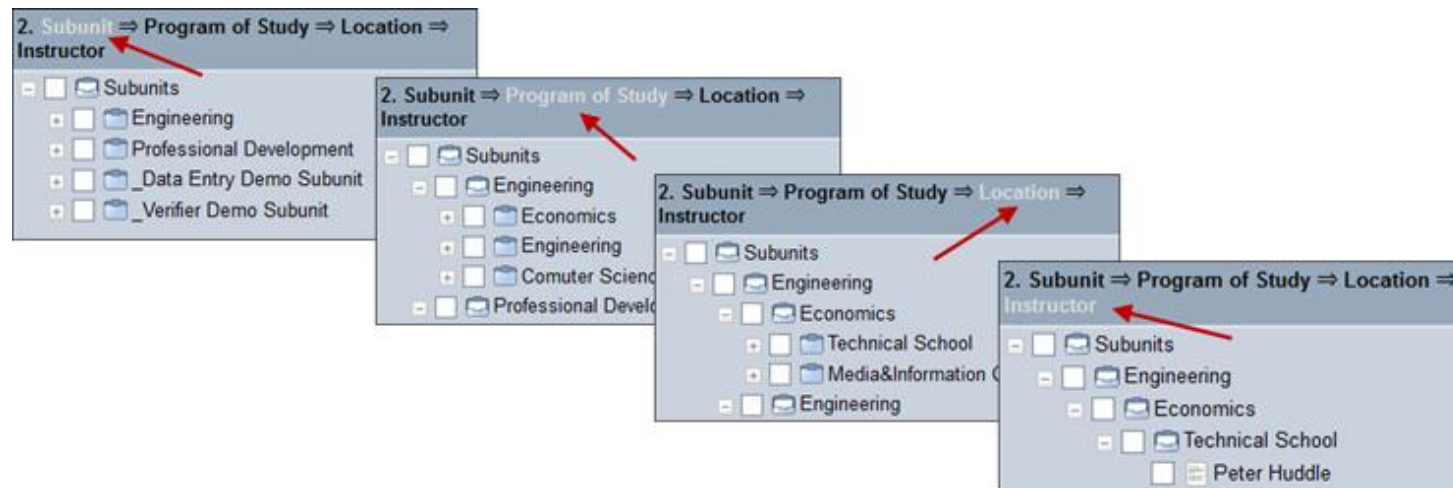 2. Subunit ⇒ Program of Study ⇒ Location ⇒
Instructor
Subunits
Engineering
Professional Development
_Data Entry Demo Subunit
_Verifier Demo Subunit
2. Subunit ⇒ Program of Study ⇒ Location ⇒
Instructor
Subunits
Engineering
Economics
Engineering
Comuter Scienc
Professional Develo
2. Subunit ⇒ Program of Study ⇒ Location ⇒
Instructor
Subunits
Engineering
Economics
Technical School
Media&Information
Engineering
2. Subunit ⇒ Program of Study ⇒ Location ⇒
Instructor
Subunits
Engineering
Economics
Technical School
Peter Huddle